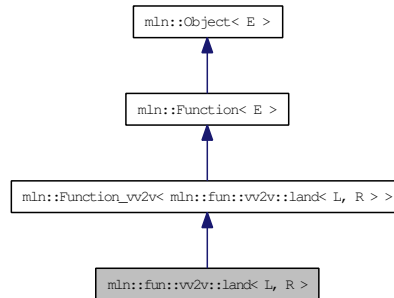 mln::Object< E >
mln::Function< E >
mln::Function_vv2v< mln::fun::vv2v::land< L, R > >
mln::fun::vv2v::land< L, R >